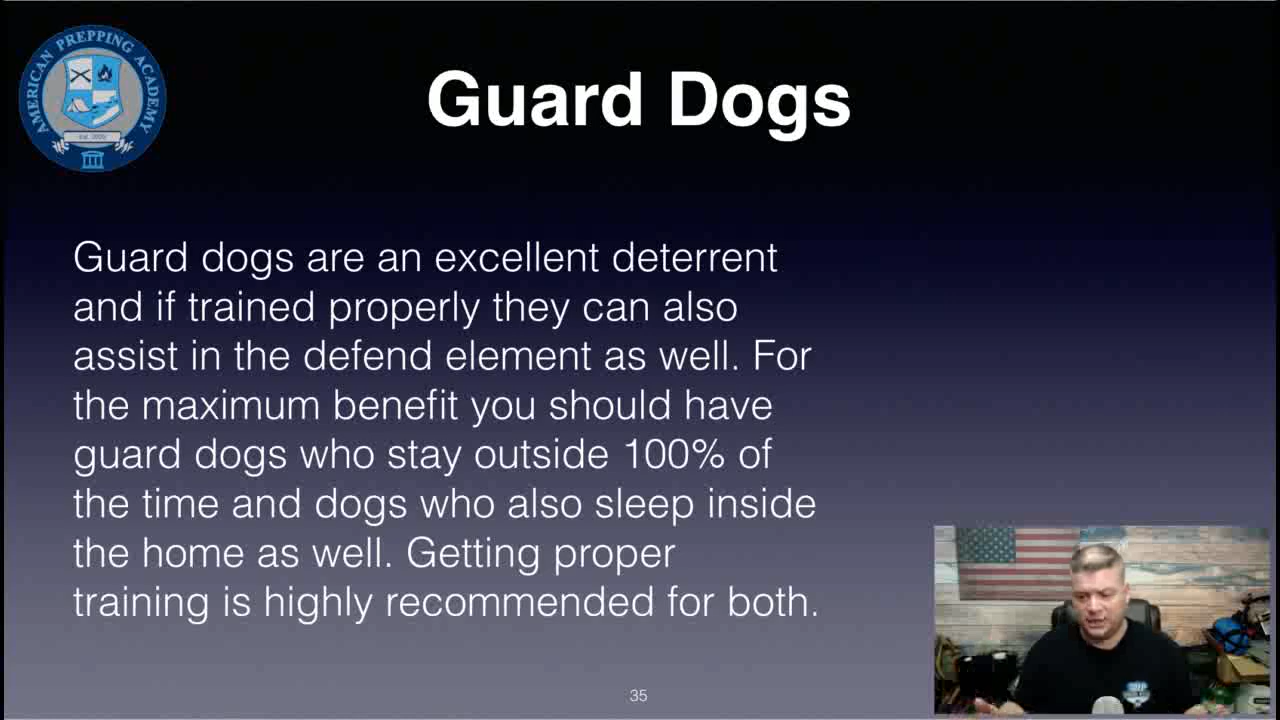 AMERICAN PREPPING ACADEMY
Guard Dogs
Guard dogs are an excellent deterrent
and if trained properly they can also
assist in the defend element as well. For
the maximum benefit you should have
guard dogs who stay outside 100% of
the time and dogs who also sleep inside
the home as well. Getting proper
training is highly recommended for both.
35